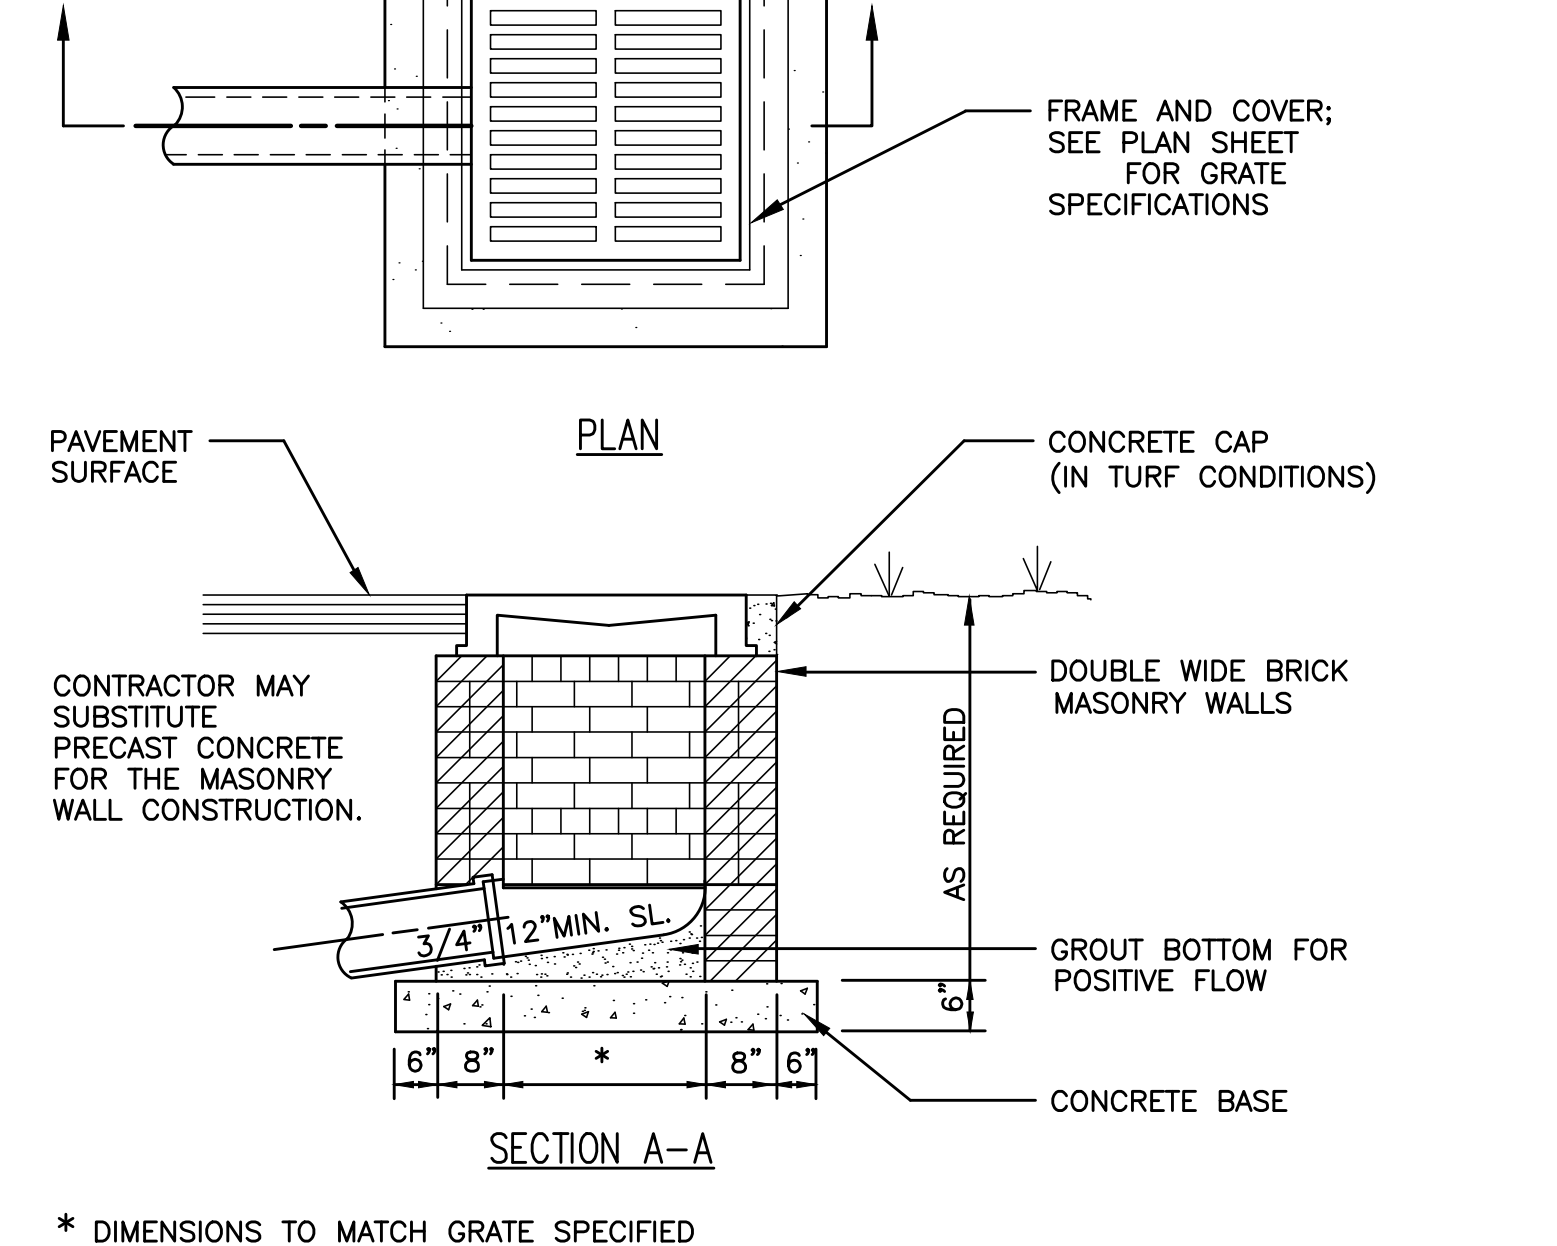 FRAME AND COVER;
SEE PLAN SHEET
FOR GRATE
SPECIFICATIONS
PLAN
PAVEMENT
SURFACE
CONCRETE CAP
(IN TURF CONDITIONS)
CONTRACTOR MAY
SUBSTITUTE
PRECAST CONCRETE
FOR THE MASONRY
WALL CONSTRUCTION.
DOUBLE WIDE BRICK
MASONRY WALLS
AS REQUIRED
3/4" 12"MIN. SL.
GROUT BOTTOM FOR
POSITIVE FLOW
6"
6" 8" * 8" 6"
CONCRETE BASE
SECTION A-A
* DIMENSIONS TO MATCH GRATE SPECIFIED